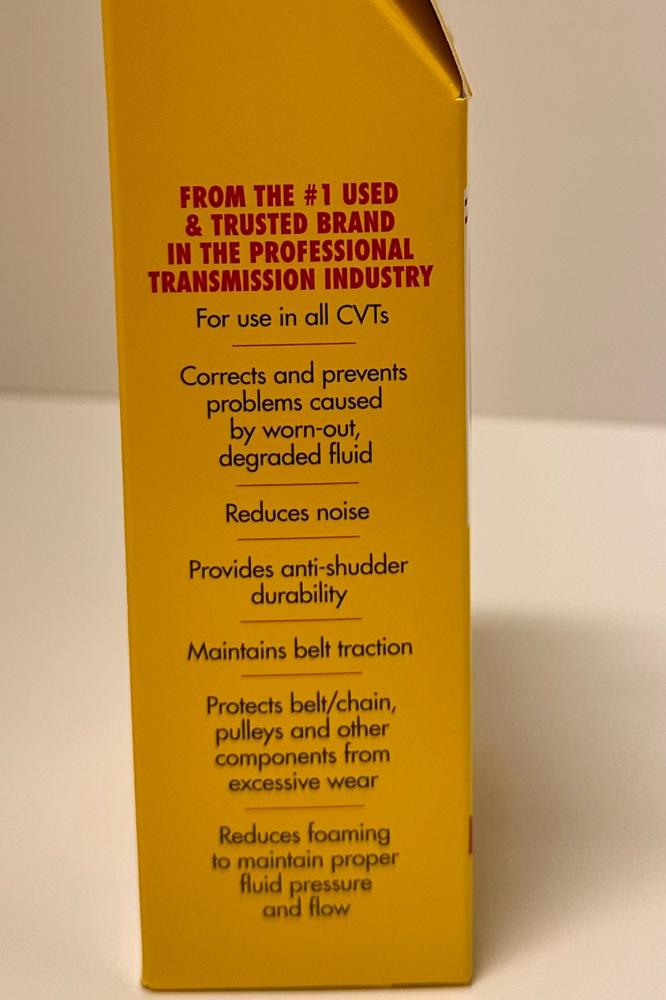 FROM THE #1 USED
& TRUSTED BRAND
IN THE PROFESSIONAL
TRANSMISSION INDUSTRY
For use in all CVTs
Corrects and prevents
problems caused
by worn-out,
degraded fluid
Reduces noise
Provides anti-shudder
durability
Maintains belt traction
Protects belt/chain,
pulleys and other
components from
excessive wear
Reduces foaming
to maintain proper
fluid pressure
and flow